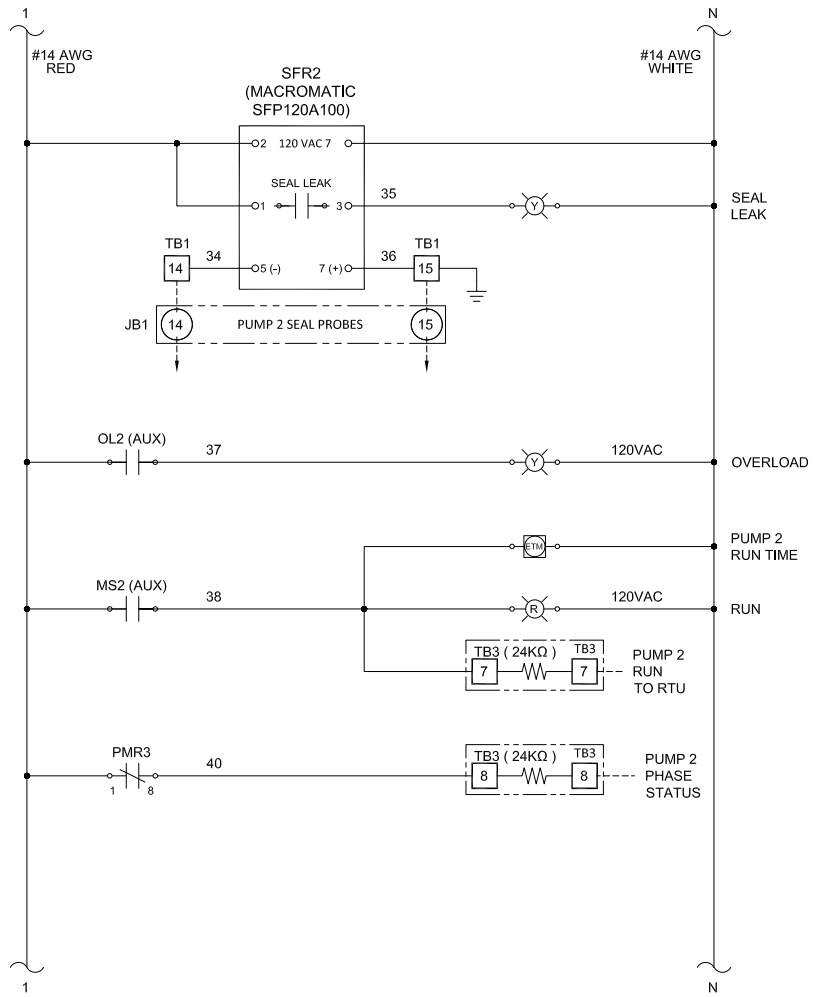 1
N
#14 AWG
RED
#14 AWG
WHITE
SFR2
(MACROMATIC
SFP120A100)
2 120 VAC 7
SEAL LEAK
1
3
35
Y
SEAL
LEAK
TB1
14
34
5 (-)
7 (+)
36
TB1
15
JB1
14
PUMP 2 SEAL PROBES
15
OL2 (AUX)
37
Y
120VAC
OVERLOAD
ETM
PUMP 2
RUN TIME
MS2 (AUX)
38
R
120VAC
RUN
TB3 ( 24KΩ )
TB3
7
7
PUMP 2
RUN
TO RTU
PMR3
1
8
40
TB3 ( 24KΩ )
TB3
8
8
PUMP 2
PHASE
STATUS
1
N